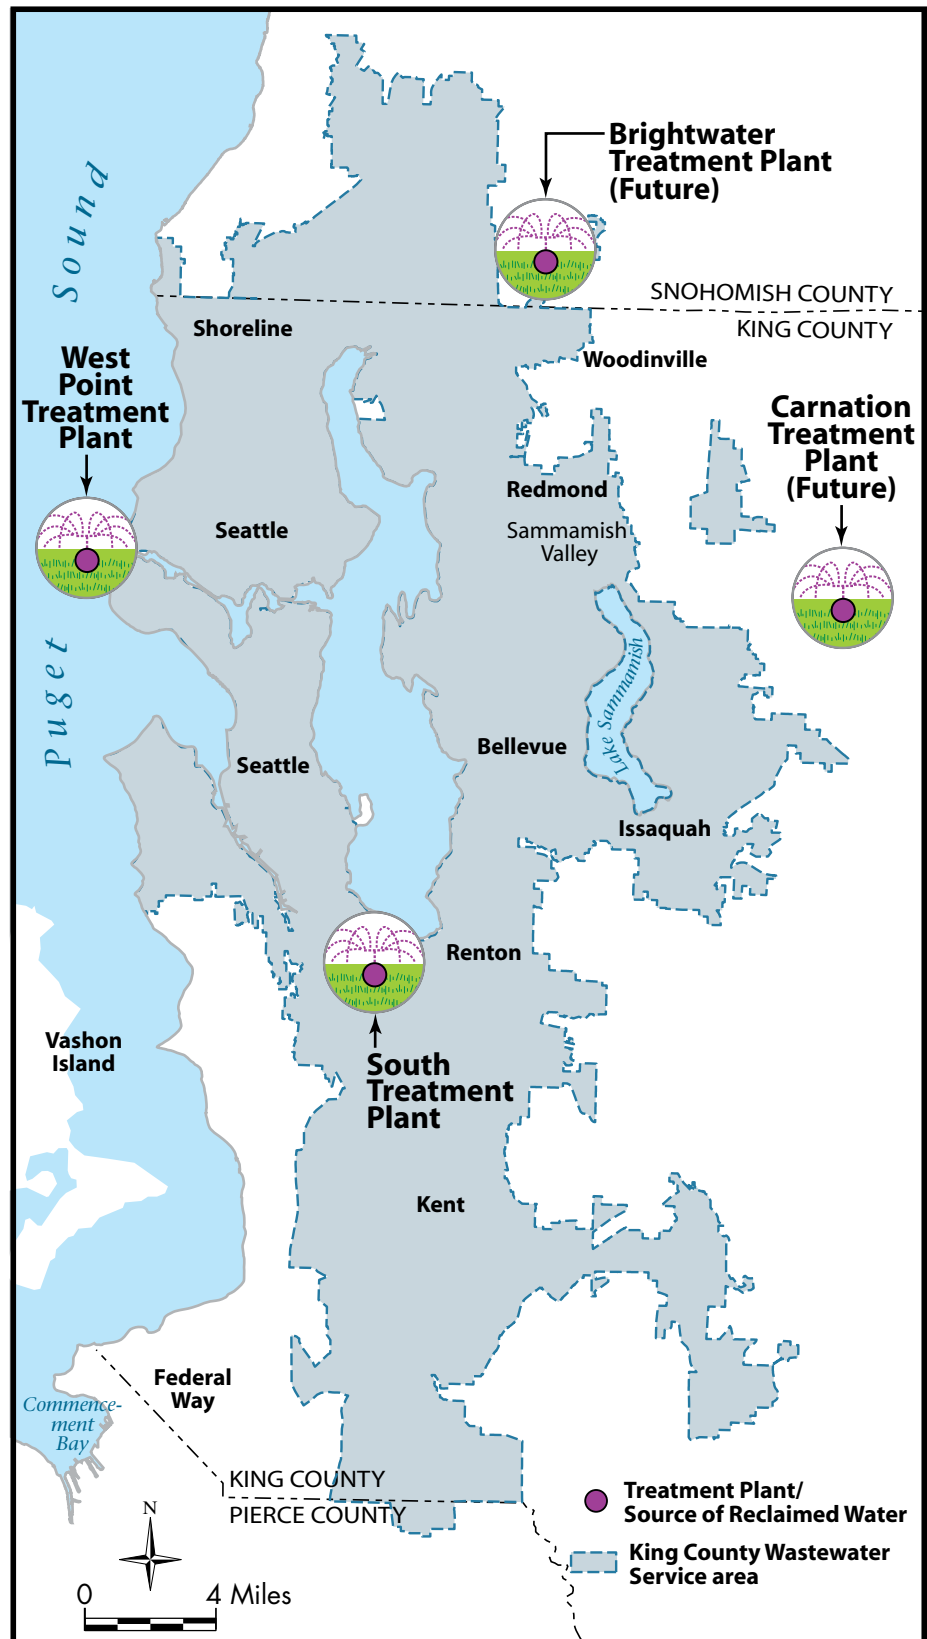 Brightwater
Treatment Plant
(Future)
Sound
SNOHOMISH COUNTY
KING COUNTY
Shoreline
Woodinville
West
Point
Treatment
Plant
Carnation
Treatment
Plant
(Future)
Redmond
Sammamish
Valley
Seattle
Puget
Lake Sammamish
Bellevue
Seattle
Issaquah
Renton
Vashon
Island
South
Treatment
Plant
Kent
Federal
Way
Commence-
ment
Bay
KING COUNTY
PIERCE COUNTY
Treatment Plant/
Source of Reclaimed Water
King County Wastewater
Service area
N
0 4 Miles